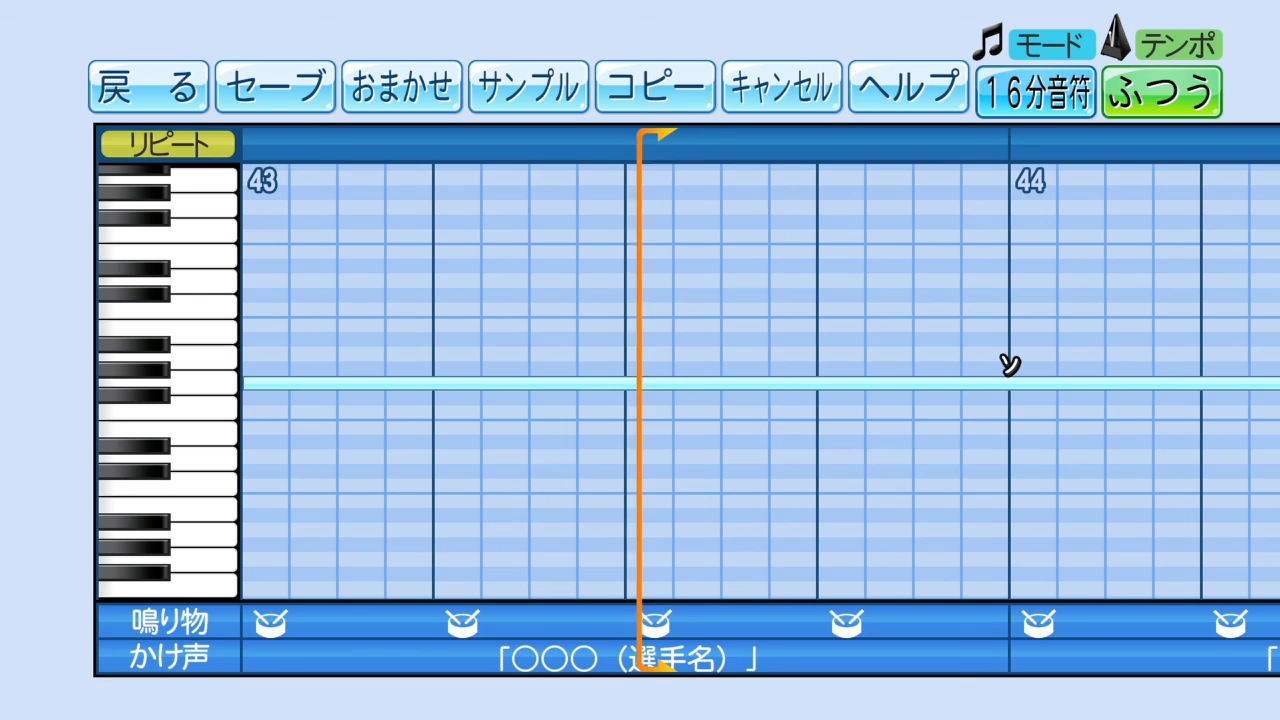 モード テンポ
戻る セーブ おまかせ サンプル コピー キャンセル ヘルプ 16分音符 ふつう
リピート
43 44
ソ
鳴り物
かけ声 「○○○（選手名）」 「